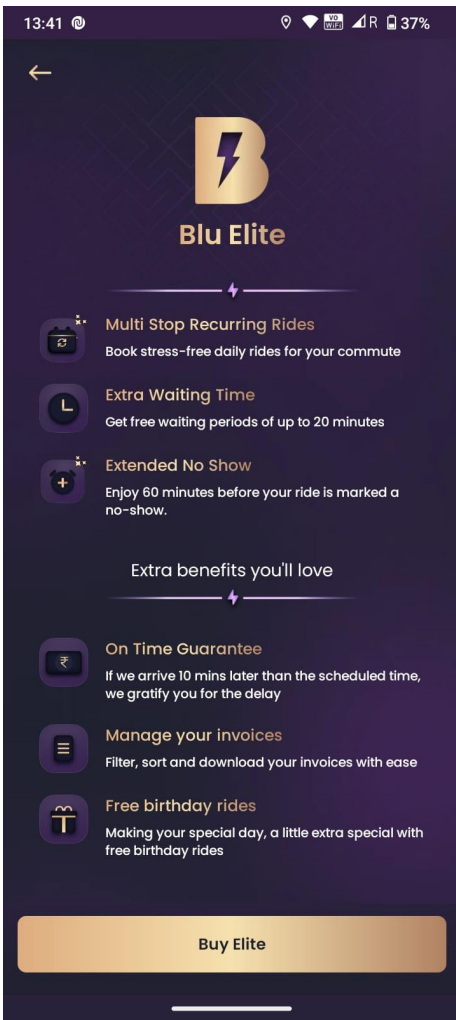 13:41
VO
WiFi
R
37%
B
Blu Elite
Multi Stop Recurring Rides
Book stress-free daily rides for your commute
Extra Waiting Time
Get free waiting periods of up to 20 minutes
Extended No Show
Enjoy 60 minutes before your ride is marked a
no-show.
Extra benefits you'll love
₹
On Time Guarantee
If we arrive 10 mins later than the scheduled time,
we gratify you for the delay
Manage your invoices
Filter, sort and download your invoices with ease
Free birthday rides
Making your special day, a little extra special with
free birthday rides
Buy Elite